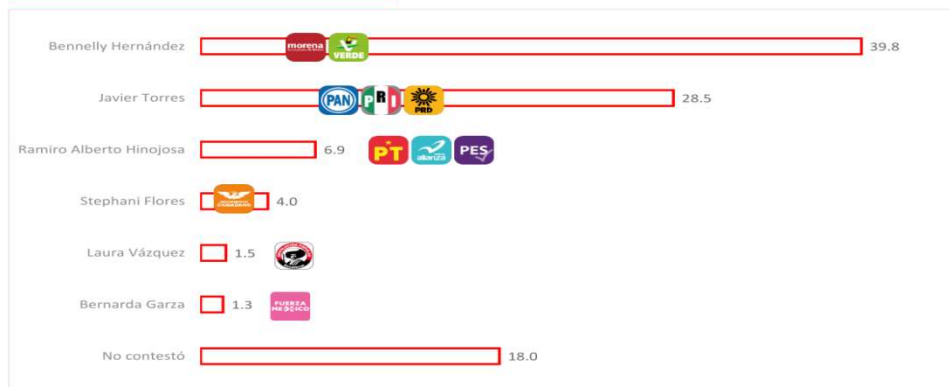 Bennelly Hernández morena VERDE 39.8
Javier Torres PAN PRI PRD 28.5
Ramiro Alberto Hinojosa 6.9 PT alianza PES
Stephani Flores 4.0
Laura Vázquez 1.5
Bernarda Garza 1.3 FUERZA MEXICO
No contestó 18.0